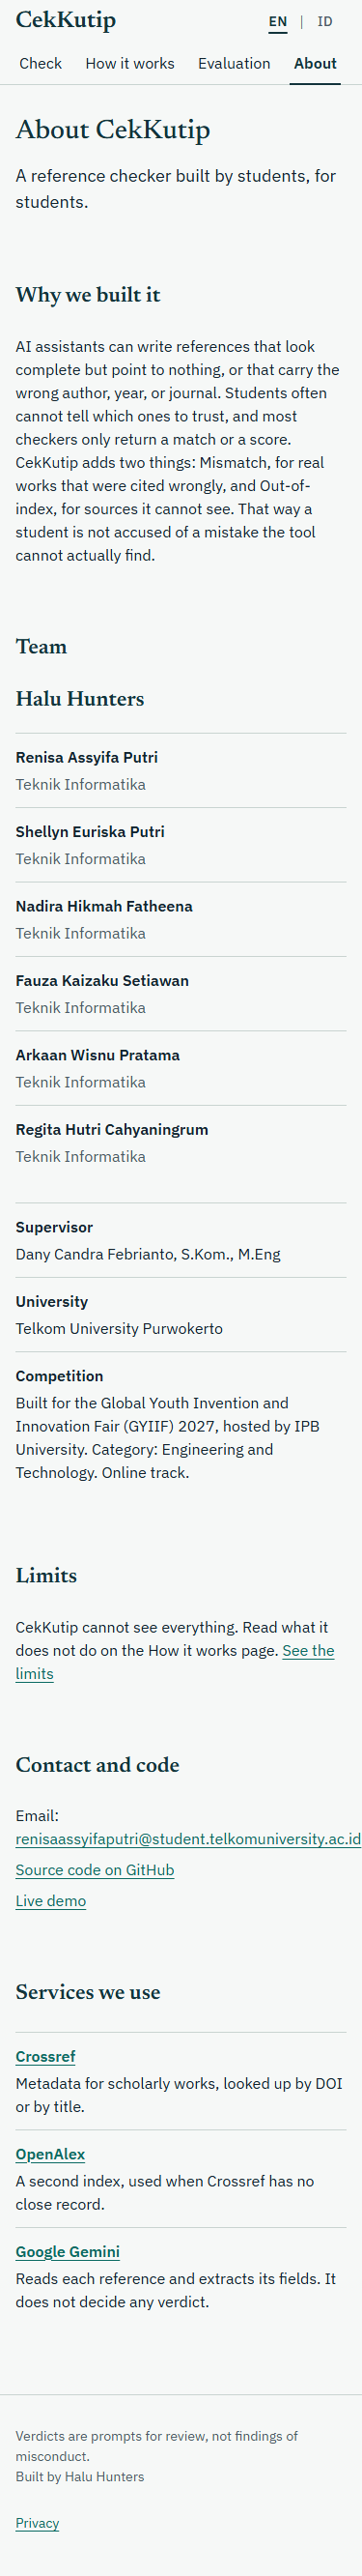 CekKutip
EN | ID
Check How it works Evaluation About
About CekKutip
A reference checker built by students, for
students.
Why we built it
AI assistants can write references that look
complete but point to nothing, or that carry the
wrong author, year, or journal. Students often
cannot tell which ones to trust, and most
checkers only return a match or a score.
CekKutip adds two things: Mismatch, for real
works that were cited wrongly, and Out-of-
index, for sources it cannot see. That way a
student is not accused of a mistake the tool
cannot actually find.
Team
Halu Hunters
Renisa Assyifa Putri
Teknik Informatika
Shellyn Euriska Putri
Teknik Informatika
Nadira Hikmah Fatheena
Teknik Informatika
Fauza Kaizaku Setiawan
Teknik Informatika
Arkaan Wisnu Pratama
Teknik Informatika
Regita Hutri Cahyaningrum
Teknik Informatika
Supervisor
Dany Candra Febrianto, S.Kom., M.Eng
University
Telkom University Purwokerto
Competition
Built for the Global Youth Invention and
Innovation Fair (GYIIF) 2027, hosted by IPB
University. Category: Engineering and
Technology. Online track.
Limits
CekKutip cannot see everything. Read what it
does not do on the How it works page. See the
limits
Contact and code
Email:
renisaassyifaputri@student.telkomuniversity.ac.id
Source code on GitHub
Live demo
Services we use
Crossref
Metadata for scholarly works, looked up by DOI
or by title.
OpenAlex
A second index, used when Crossref has no
close record.
Google Gemini
Reads each reference and extracts its fields. It
does not decide any verdict.
Verdicts are prompts for review, not findings of
misconduct.
Built by Halu Hunters
Privacy